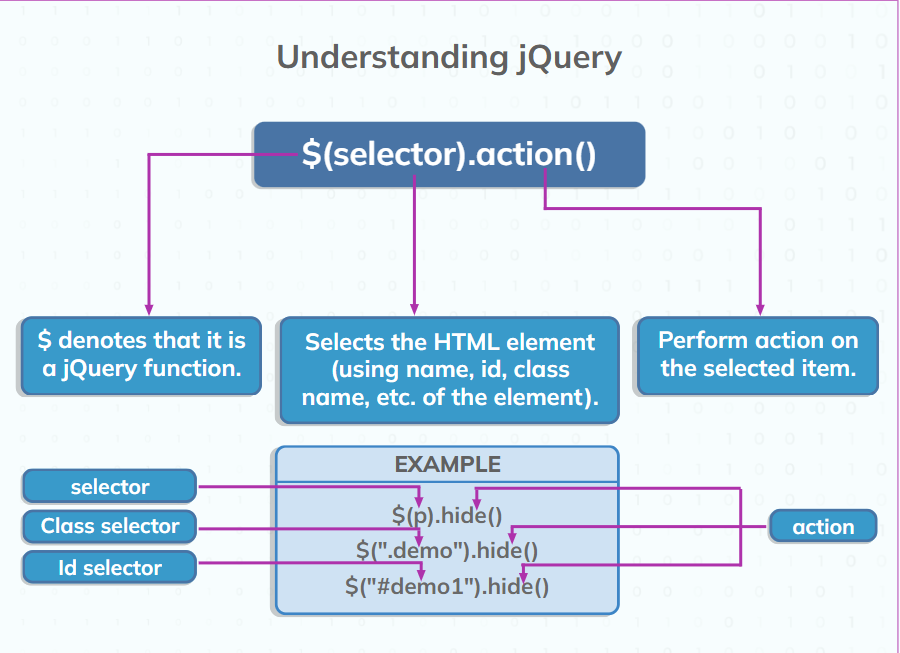 Understanding jQuery
$(selector).action()
$ denotes that it is
a jQuery function.
Selects the HTML element
(using name, id, class
name, etc. of the element).
Perform action on
the selected item.
EXAMPLE
selector
$(p).hide()
Class selector
$(".demo").hide()
action
Id selector
$("#demo1").hide()